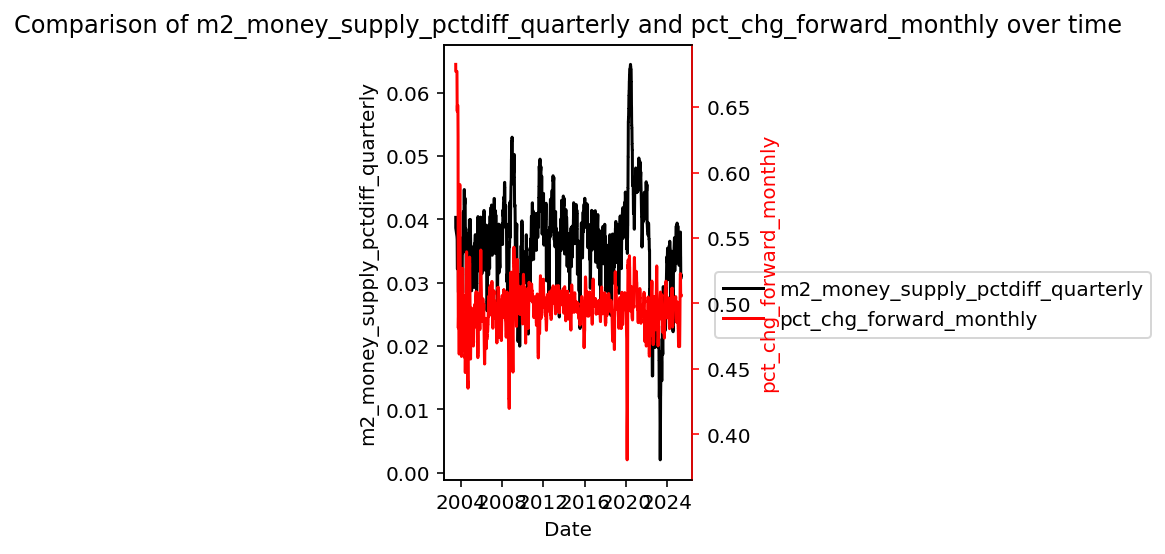 Comparison of m2_money_supply_pctdiff_quarterly and pct_chg_forward_monthly over time
m2_money_supply_pctdiff_quarterly
0.06
0.05
0.04
0.03
0.02
0.01
0.00
2004 2008 2012 2016 2020 2024
Date
0.65
0.60
0.55
0.50
0.45
0.40
pct_chg_forward_monthly
m2_money_supply_pctdiff_quarterly
pct_chg_forward_monthly